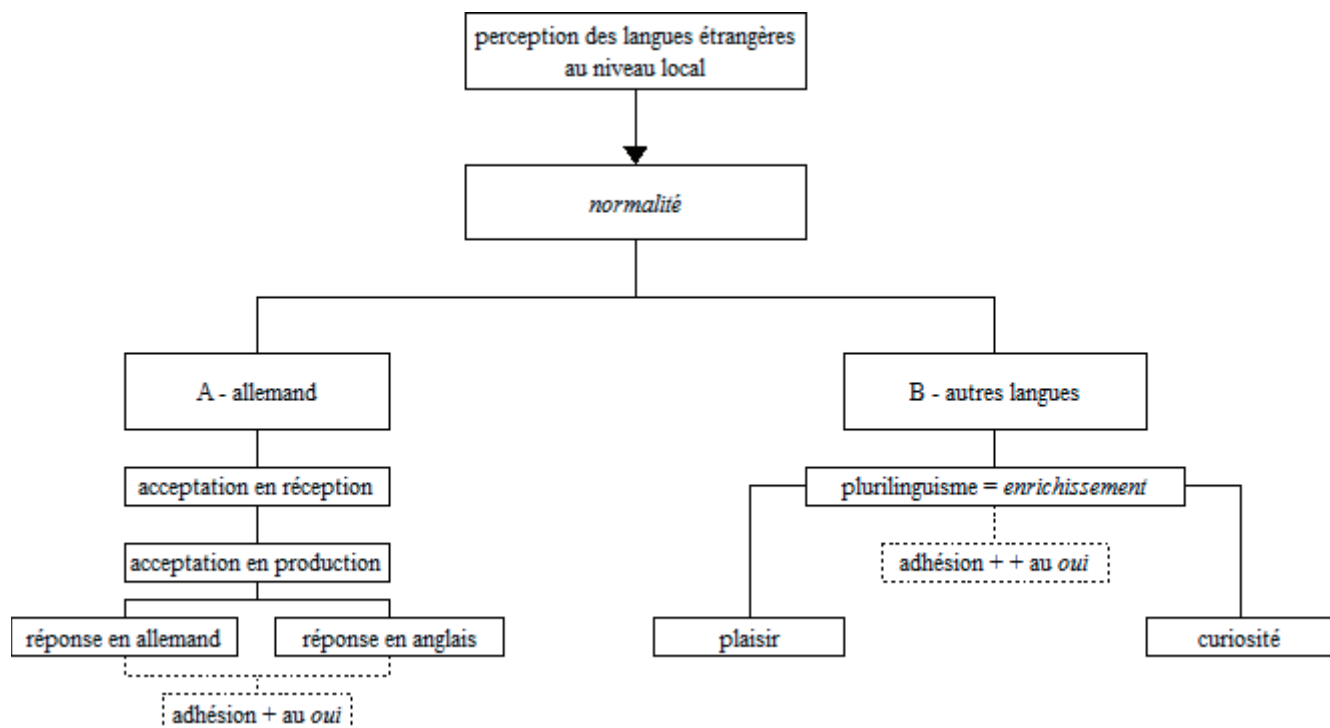 perception des langues étrangères
au niveau local
normalité
A - allemand
B - autres langues
acceptation en réception
plurilinguisme = enrichissement
acceptation en production
adhésion + + au oui
réponse en allemand
réponse en anglais
plaisir
curiosité
adhésion + au oui